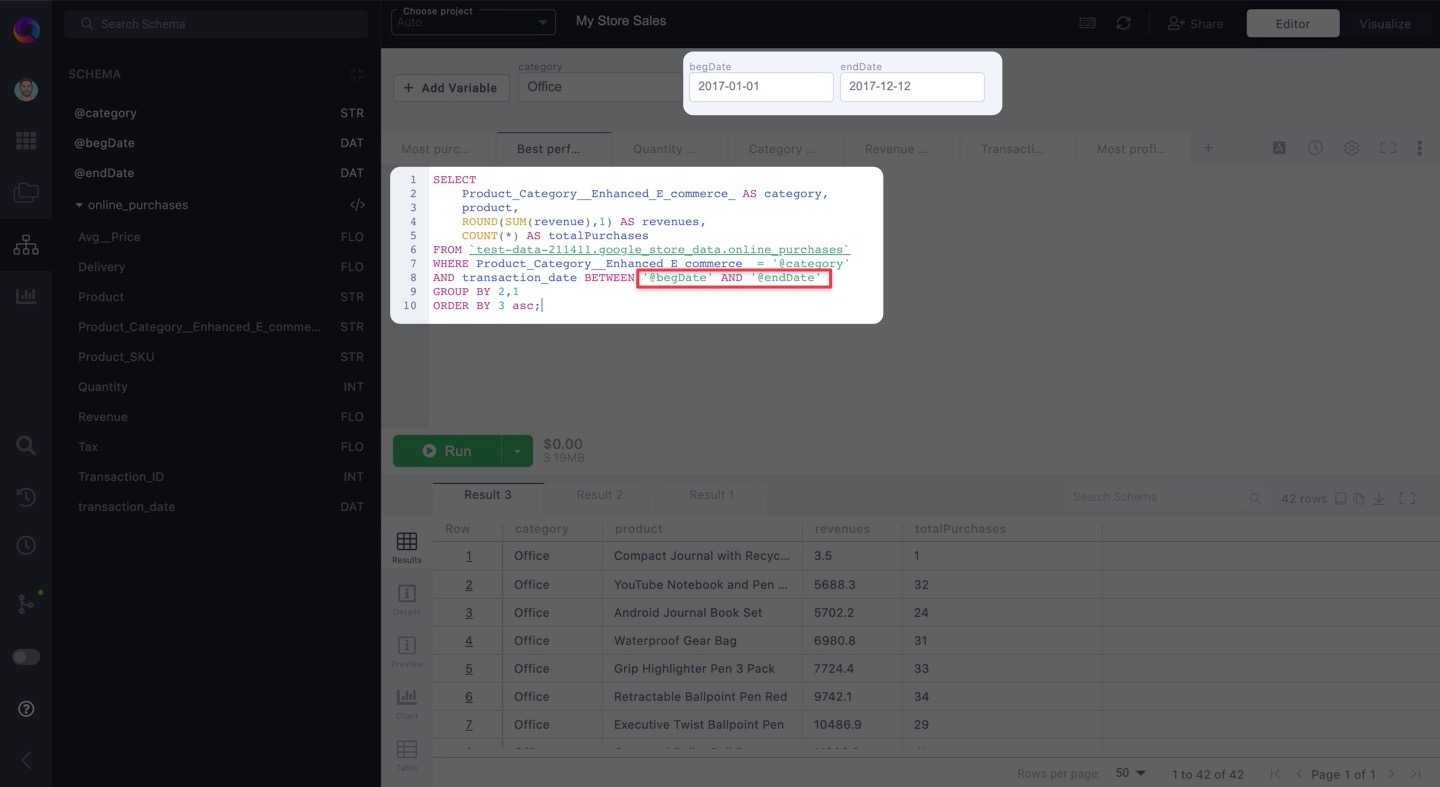 Search Schema
Choose project
Auto
My Store Sales
Share
Editor
Visualize
SCHEMA
@category STR
@begDate DAT
@endDate DAT
online_purchases </>
Avg__Price FLO
Delivery FLO
Product STR
Product_Category__Enhanced_E_comme... STR
Product_SKU STR
Quantity INT
Revenue FLO
Tax FLO
Transaction_ID INT
transaction_date DAT
+ Add Variable
category
Office
begDate
2017-01-01
endDate
2017-12-12
Most purc... Best perf... Quantity ... Category ... Revenue ... Transacti... Most profi... + A
1 SELECT
2 Product_Category__Enhanced_E_commerce_ AS category,
3 product,
4 ROUND(SUM(revenue),1) AS revenues,
5 COUNT(*) AS totalPurchases
6 FROM `test-data-211411.google_store_data.online_purchases`
7 WHERE Product_Category__Enhanced_E_commerce_ = '@category'
8 AND transaction_date BETWEEN '@begDate' AND '@endDate'
9 GROUP BY 2,1
10 ORDER BY 3 asc;
Run
$0.00
3.19MB
Result 3 Result 2 Result 1
Search Schema
42 rows
Results
Details
Preview
Chart
Table
Row category product revenues totalPurchases
1 Office Compact Journal with Recyc... 3.5 1
2 Office YouTube Notebook and Pen ... 5688.3 32
3 Office Android Journal Book Set 5702.2 24
4 Office Waterproof Gear Bag 6980.8 31
5 Office Grip Highlighter Pen 3 Pack 7724.4 33
6 Office Retractable Ballpoint Pen Red 9742.1 34
7 Office Executive Twist Ballpoint Pen 10486.9 29
Rows per page: 50 1 to 42 of 42 Page 1 of 1